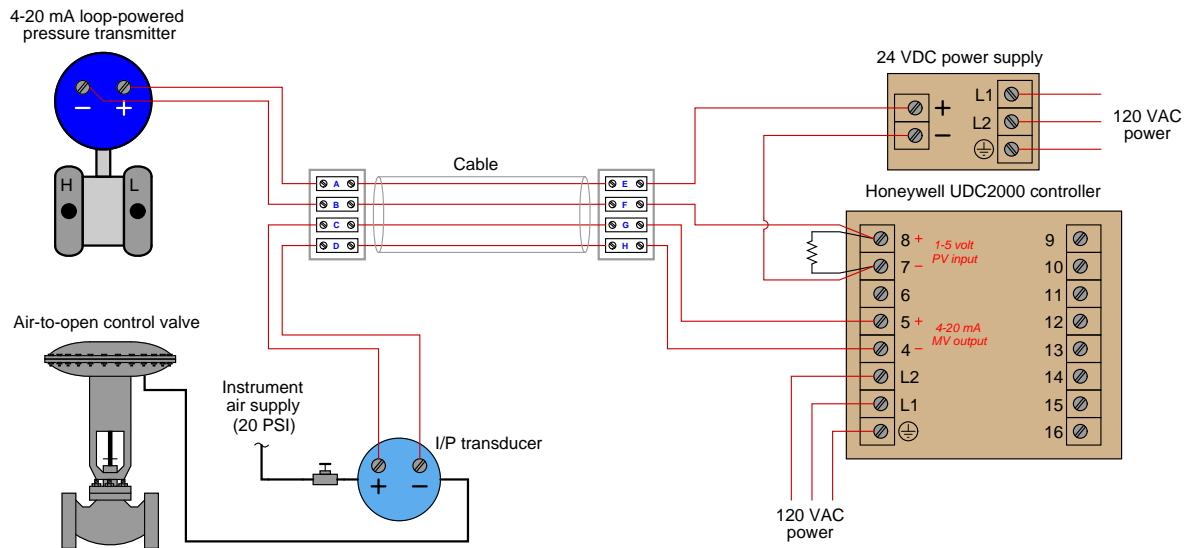 4-20 mA loop-powered
pressure transmitter
− +
H L
24 VDC power supply
+
−
L1
L2
120 VAC
power
Cable
A
B
C
D
E
F
G
H
Honeywell UDC2000 controller
8 +
7 −
1-5 volt
PV input
6
5 +
4 −
4-20 mA
MV output
L2
L1
9
10
11
12
13
14
15
16
Air-to-open control valve
Instrument
air supply
(20 PSI)
I/P transducer
+ −
120 VAC
power